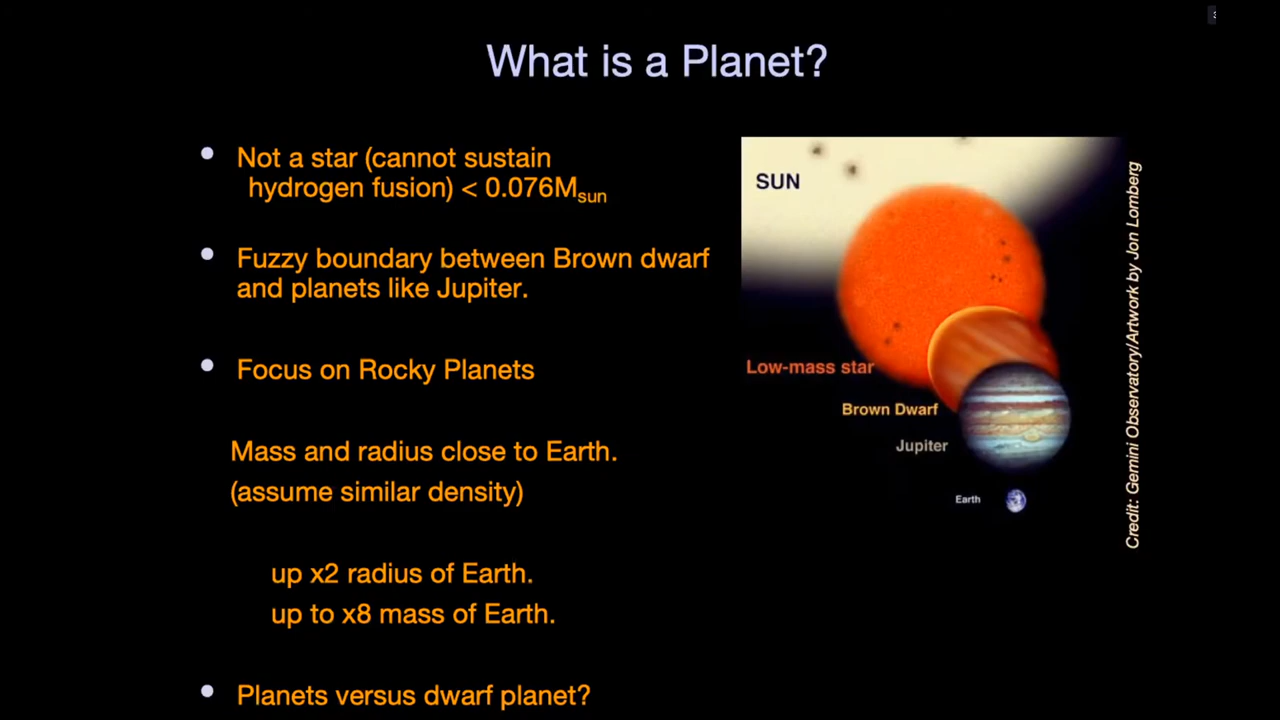 What is a Planet?
• Not a star (cannot sustain
hydrogen fusion) < 0.076Msun
• Fuzzy boundary between Brown dwarf
and planets like Jupiter.
• Focus on Rocky Planets
Mass and radius close to Earth.
(assume similar density)
up x2 radius of Earth.
up to x8 mass of Earth.
• Planets versus dwarf planet?
SUN
Low-mass star
Brown Dwarf
Jupiter
Earth
Credit: Gemini Observatory/Artwork by Jon Lomberg